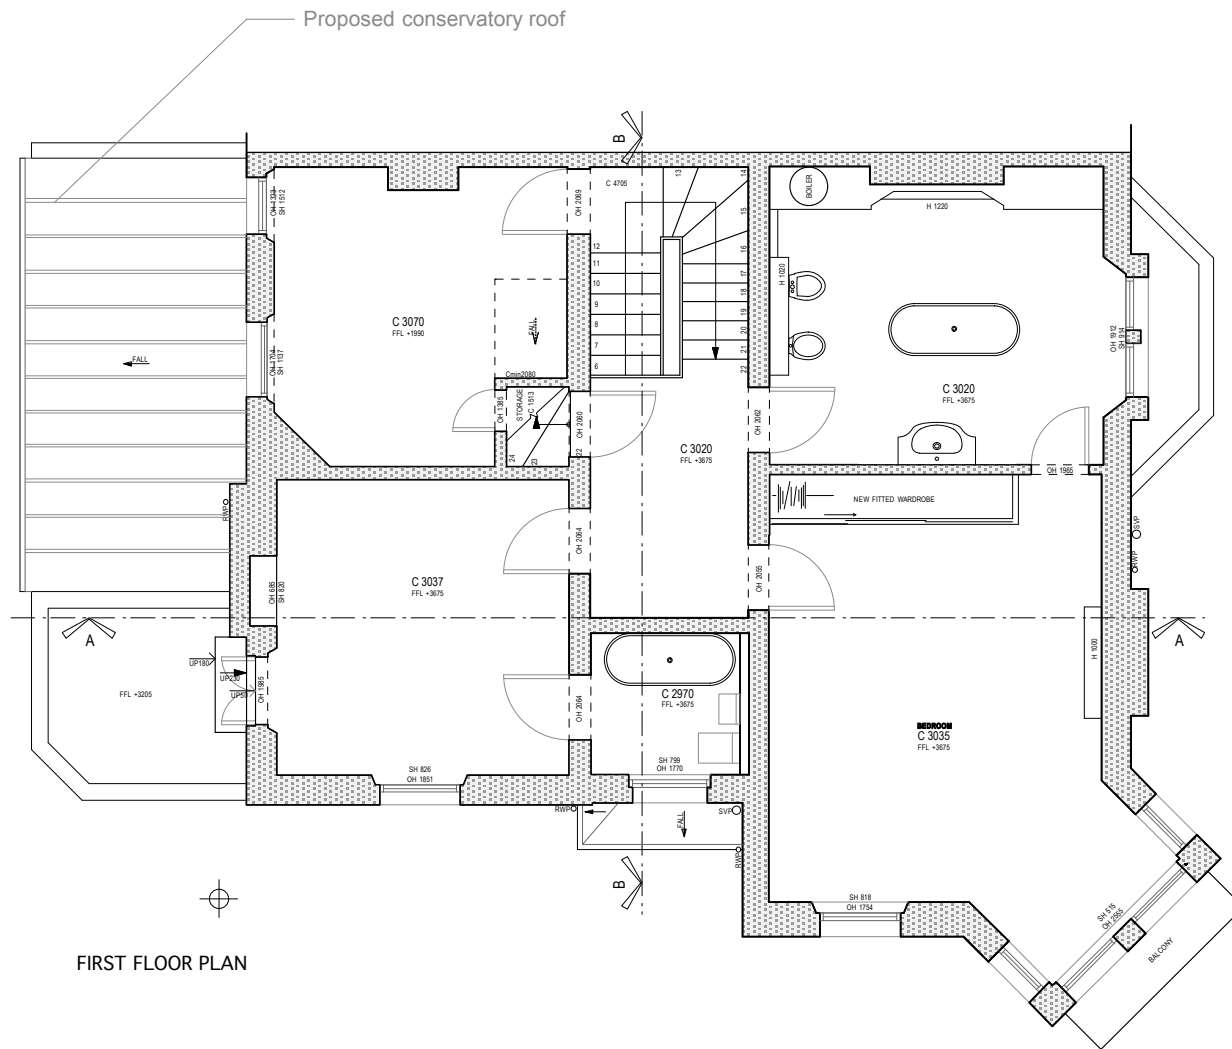 Proposed conservatory roof
B
C 4705
13
14
15
16
17
18
19
20
21
22
12
11
10
9
8
7
6
BOILER
H 1220
H 1020
OH 1323
SH 1512
OH 2069
C 3070
FFL +1990
FALL
FALL
OH 1704
SH 1137
Cmin2080
OH 1385
STORAGE
C 1513
24
23
22
OH 2060
C 3020
FFL +3675
OH 2062
C 3020
FFL +3675
OH 1912
SH 914
OH 1965
NEW FITTED WARDROBE
SVP
RWP
RWP
OH 2064
OH 2055
C 3037
FFL +3675
OH 685
SH 820
A
A
H 1000
UP180
UP230
UP50
OH 1985
FFL +3205
OH 2064
C 2970
FFL +3675
BEDROOM
C 3035
FFL +3675
SH 826
OH 1851
SH 799
OH 1770
RWP
FALL
SVP
RWP
B
SH 818
OH 1754
SH 515
OH 2555
BALCONY
FIRST FLOOR PLAN